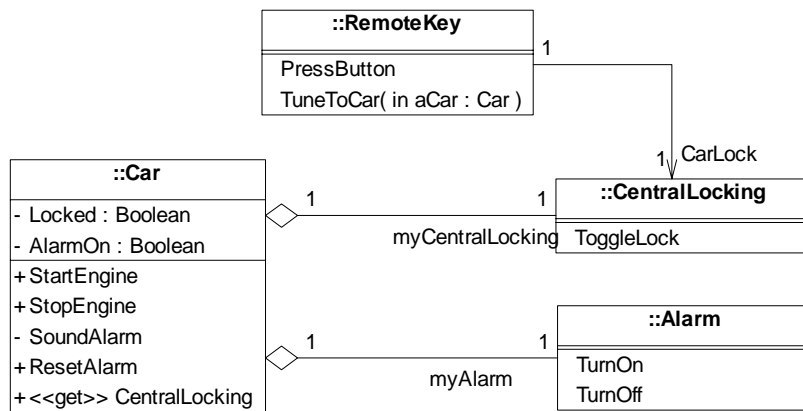 ::RemoteKey
PressButton
TuneToCar( in aCar : Car )
1
1 CarLock
::Car
- Locked : Boolean
- AlarmOn : Boolean
+ StartEngine
+ StopEngine
- SoundAlarm
+ ResetAlarm
+ <<get>> CentralLocking
1 1
myCentralLocking
::CentralLocking
ToggleLock
1 1
myAlarm
::Alarm
TurnOn
TurnOff